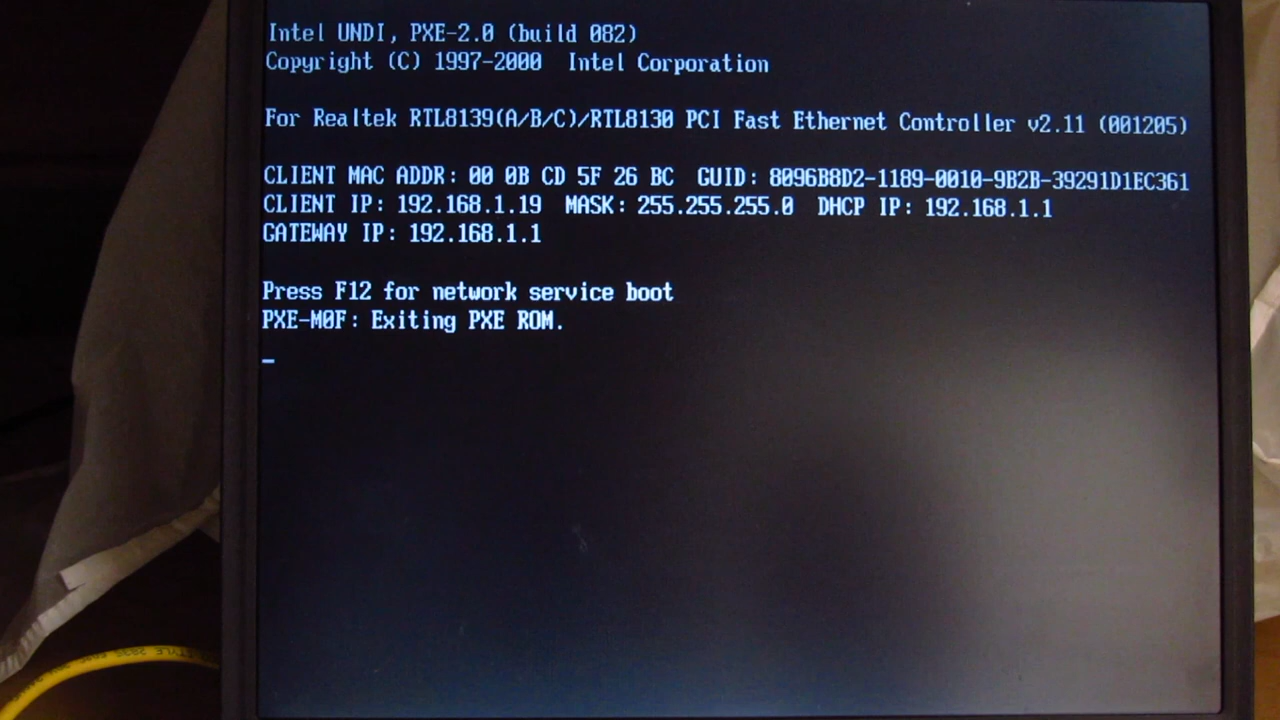 Intel UNDI, PXE-2.0 (build 082)
Copyright (C) 1997-2000  Intel Corporation
For Realtek RTL8139(A/B/C)/RTL8130 PCI Fast Ethernet Controller v2.11 (001205)
CLIENT MAC ADDR: 00 0B CD 5F 26 BC  GUID: 8096B8D2-1189-0010-9B2B-39291D1EC361
CLIENT IP: 192.168.1.19  MASK: 255.255.255.0  DHCP IP: 192.168.1.1
GATEWAY IP: 192.168.1.1
Press F12 for network service boot
PXE-M0F: Exiting PXE ROM.
_